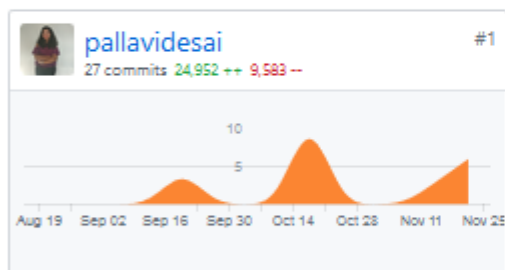 pallavidesai #1
27 commits 24,952 ++ 9,583 --
10
5
Aug 19 Sep 02 Sep 16 Sep 30 Oct 14 Oct 28 Nov 11 Nov 25